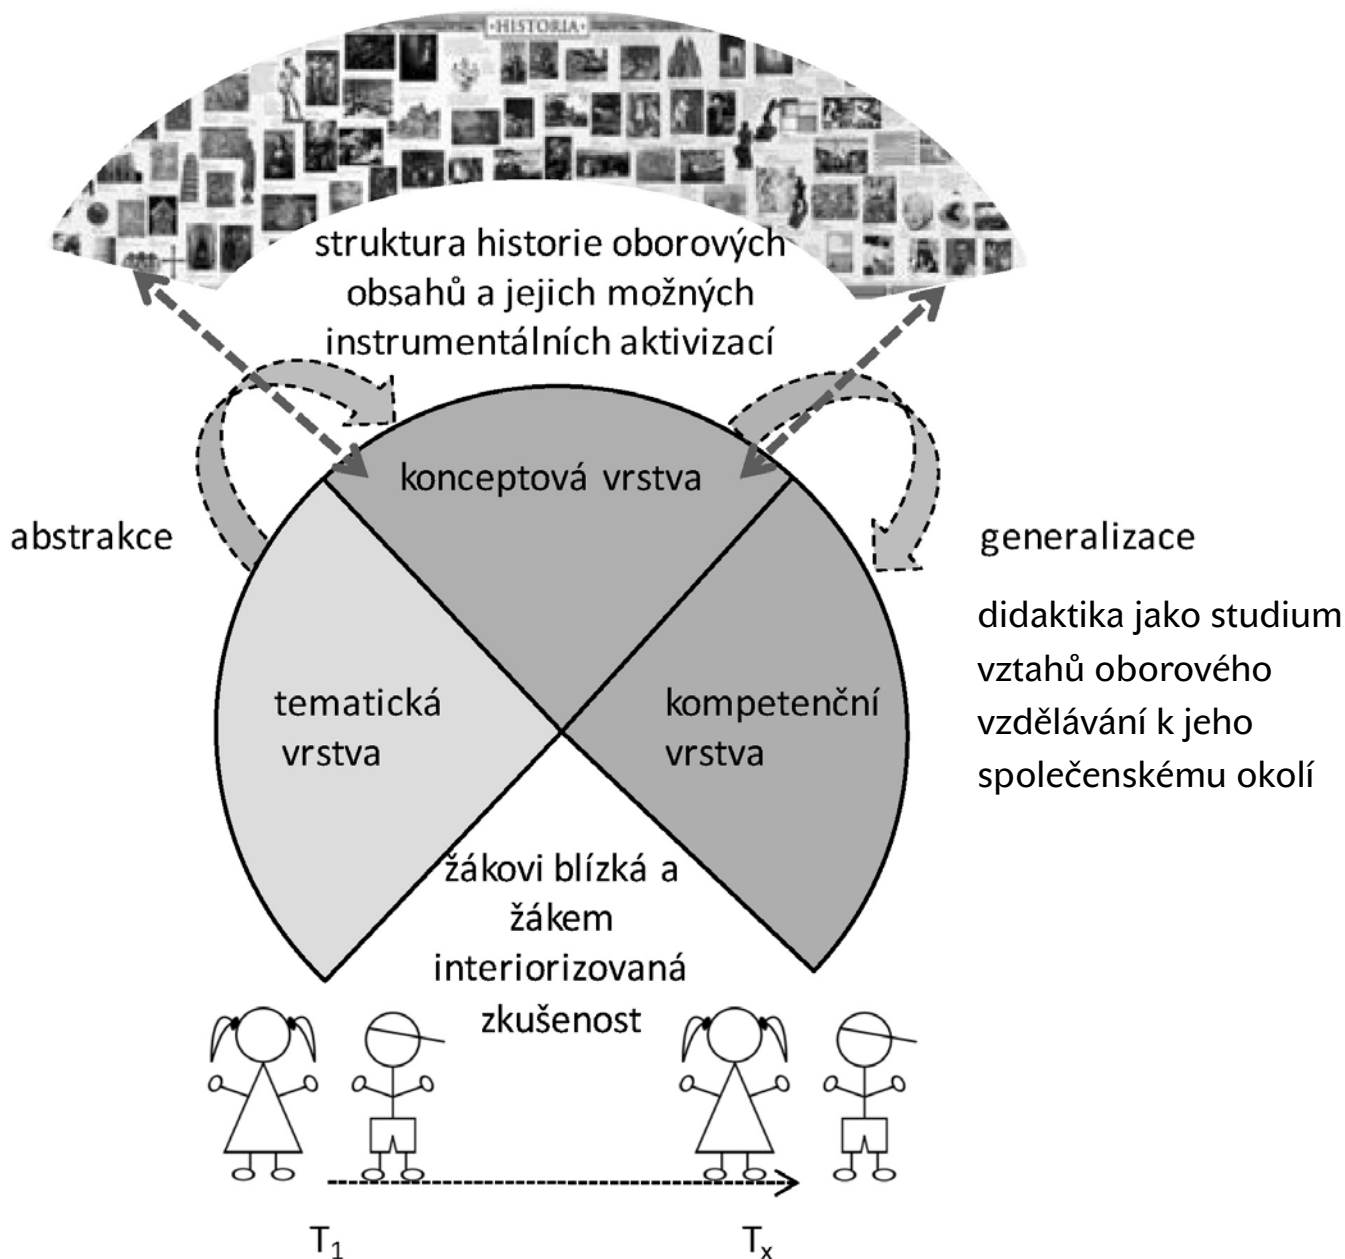 •HISTORIA•
struktura historie oborových
obsahů a jejich možných
instrumentálních aktivizací
konceptová vrstva
abstrakce
generalizace
didaktika jako studium
vztahů oborového
vzdělávání k jeho
společenskému okolí
tematická
vrstva
kompetenční
vrstva
žákovi blízká a
žákem
interiorizovaná
zkušenost
T1
Tx